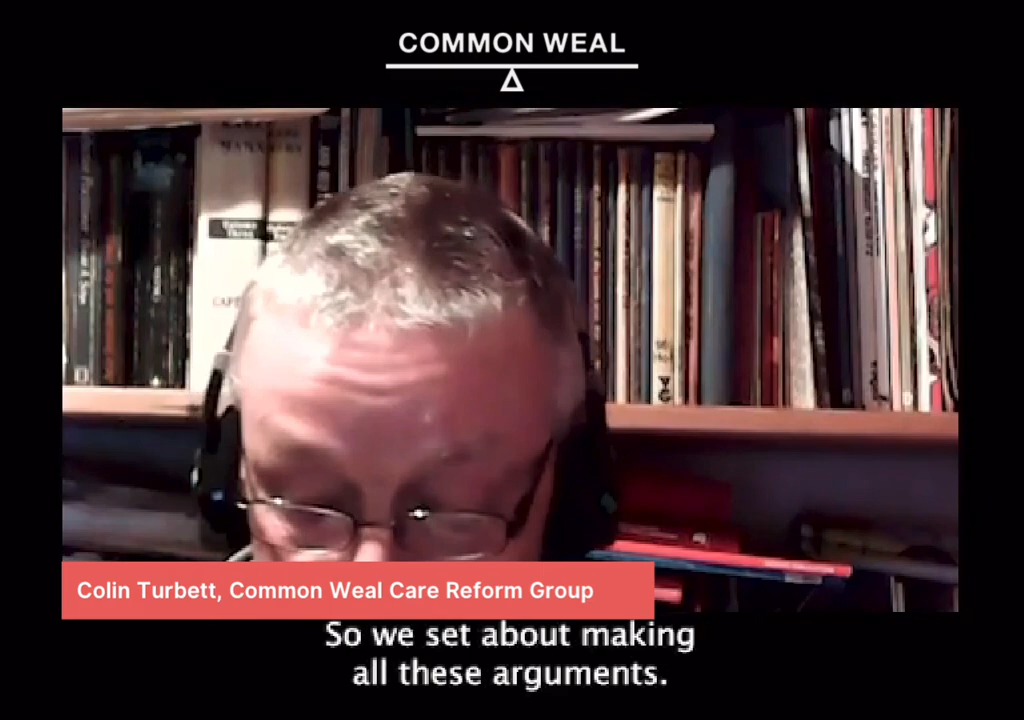 COMMON WEAL
Colin Turbett, Common Weal Care Reform Group
So we set about making
all these arguments.